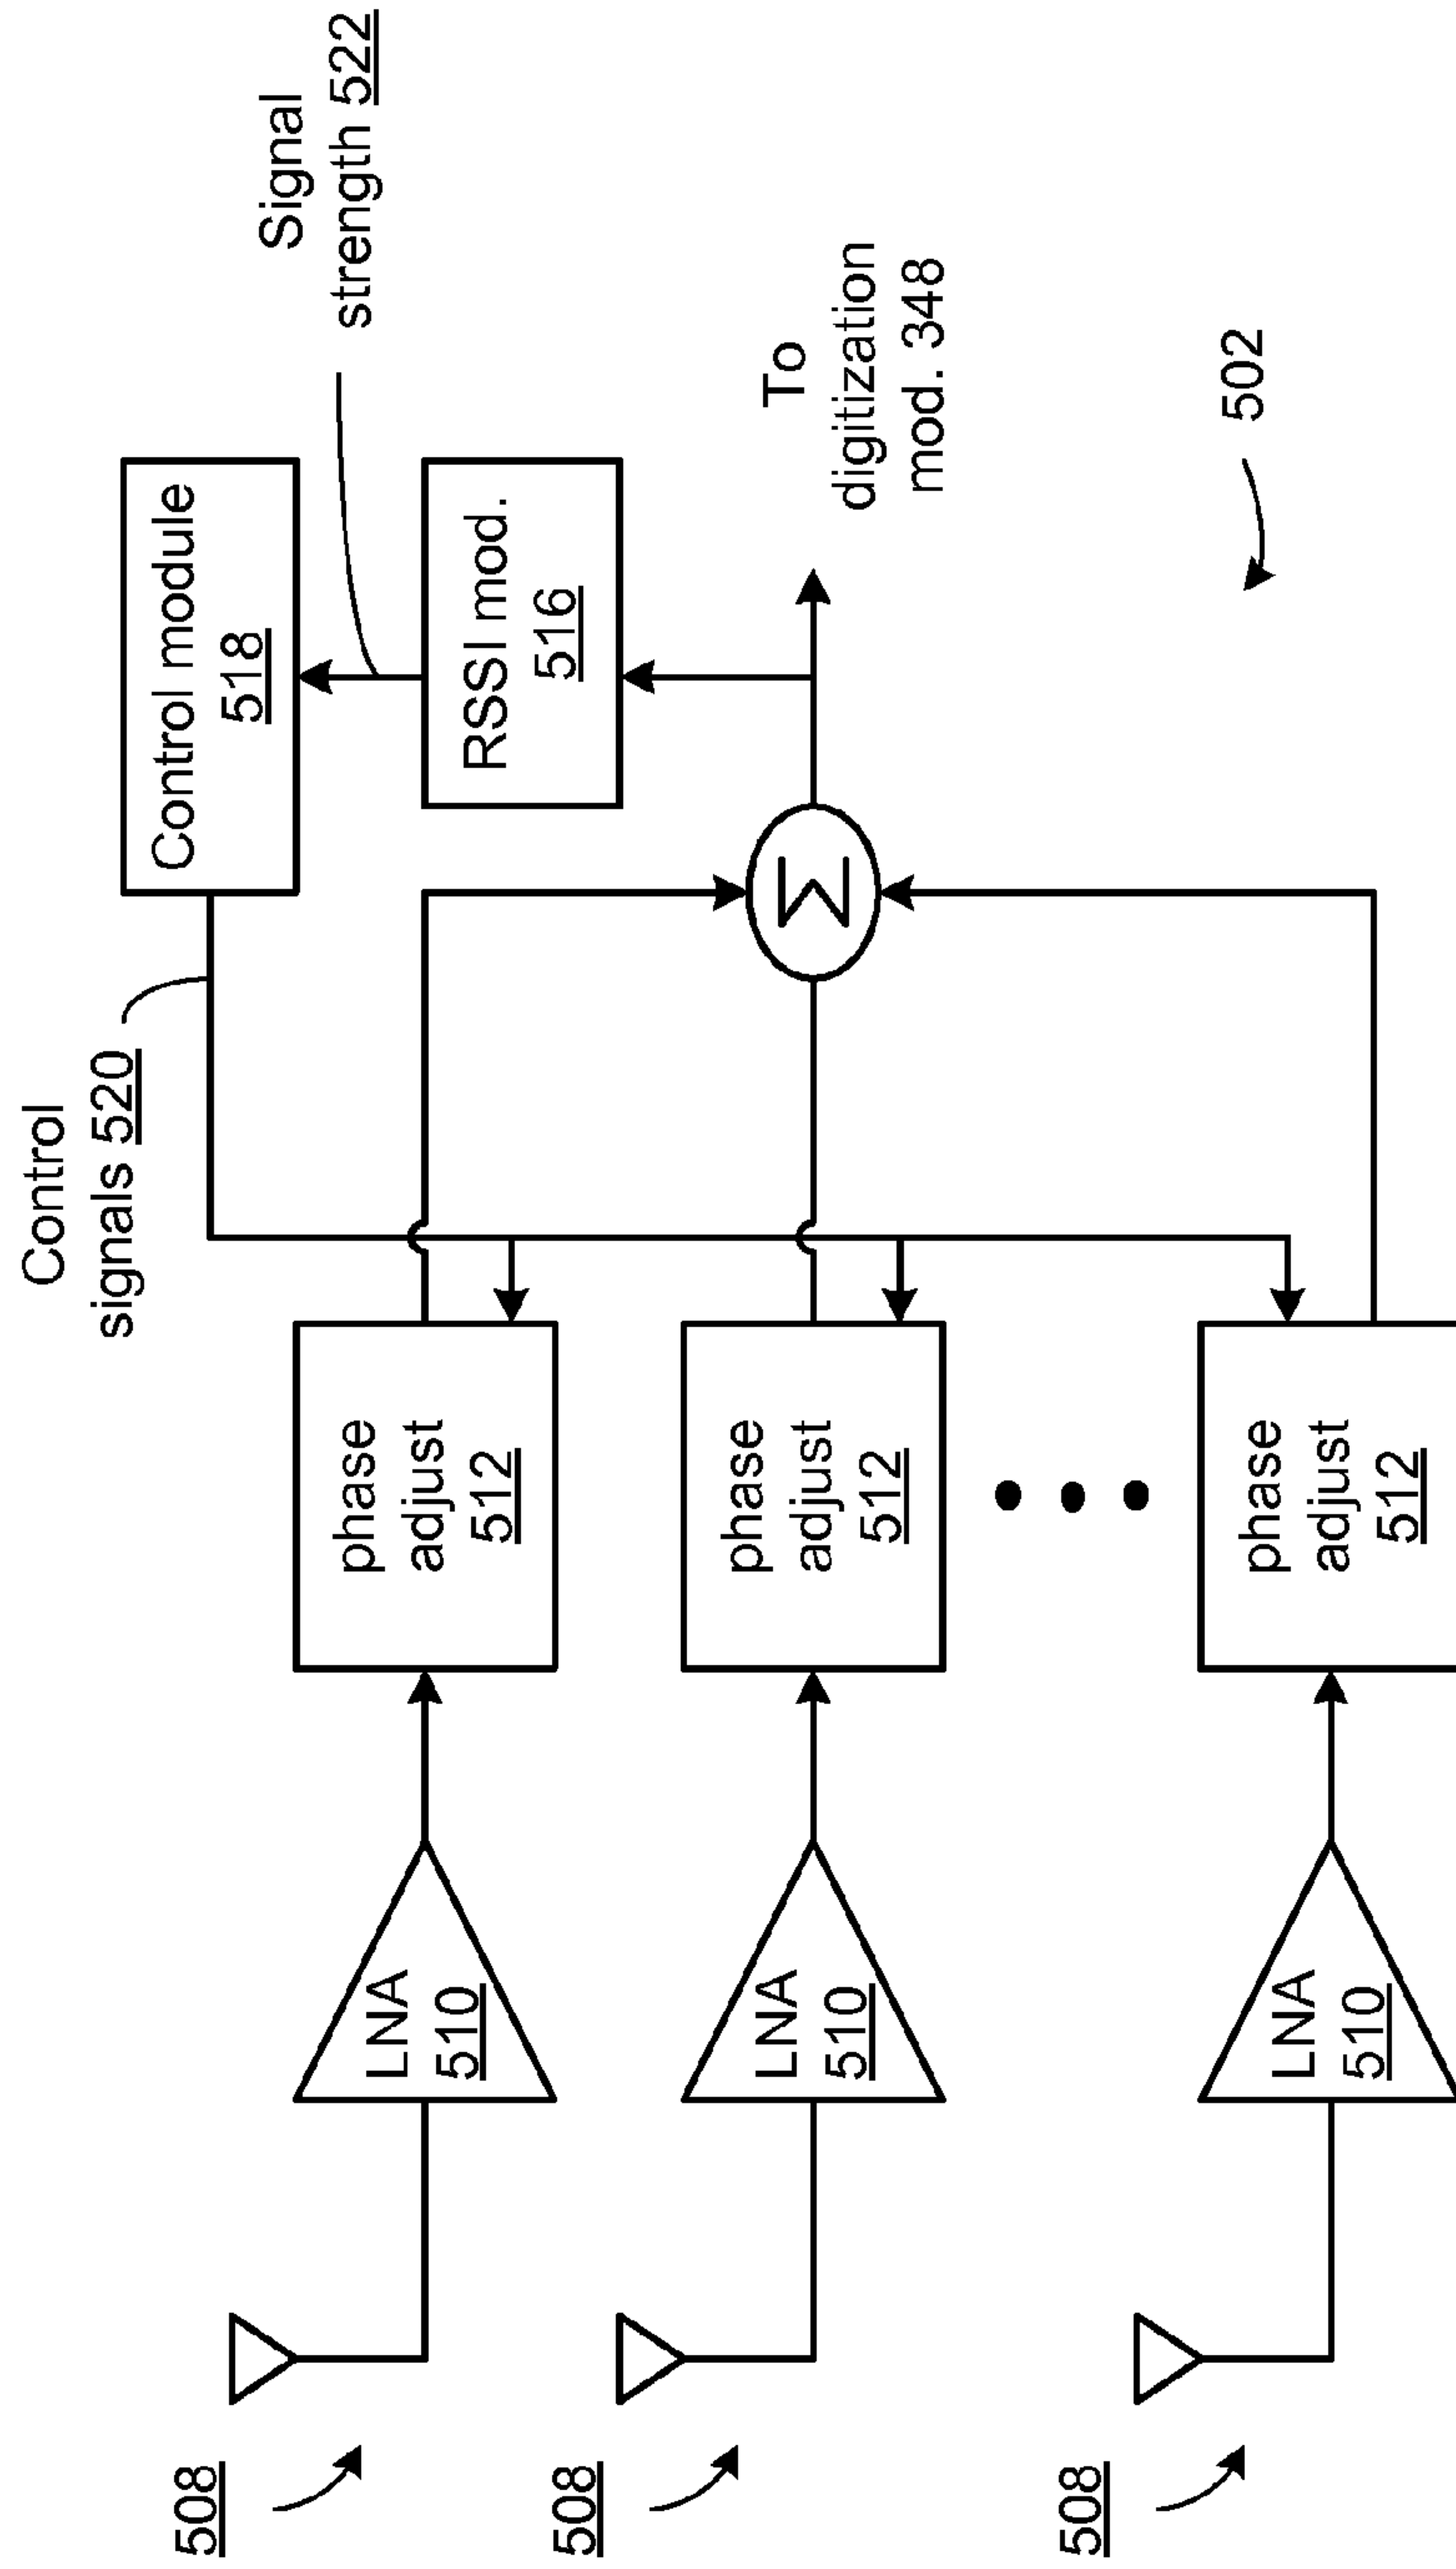 Control
signals 520
Control module
518
Signal
strength 522
RSSI mod.
516
508
LNA
510
phase
adjust
512
508
LNA
510
phase
adjust
512
Σ
To
digitization
mod. 348
508
LNA
510
phase
adjust
512
502